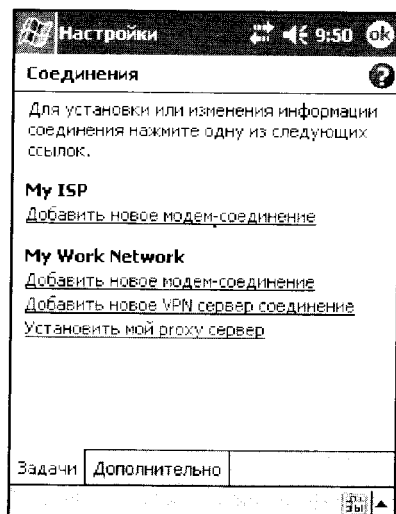 Настройки 9:50 ok
Соединения ?
Для установки или изменения информации
соединения нажмите одну из следующих
ссылок.
My ISP
Добавить новое модем-соединение
My Work Network
Добавить новое модем-соединение
Добавить новое VPN сервер соединение
Установить мой proxy сервер
Задачи Дополнительно